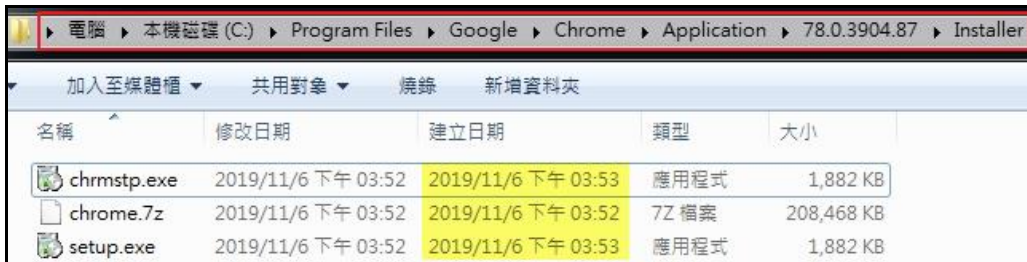 電腦 ▸ 本機磁碟 (C:) ▸ Program Files ▸ Google ▸ Chrome ▸ Application ▸ 78.0.3904.87 ▸ Installer
加入至媒體櫃 ▼ 共用對象 ▼ 燒錄 新增資料夾
名稱 修改日期 建立日期 類型 大小
chrmstp.exe 2019/11/6 下午 03:52 2019/11/6 下午 03:53 應用程式 1,882 KB
chrome.7z 2019/11/6 下午 03:52 2019/11/6 下午 03:52 7Z 檔案 208,468 KB
setup.exe 2019/11/6 下午 03:52 2019/11/6 下午 03:53 應用程式 1,882 KB